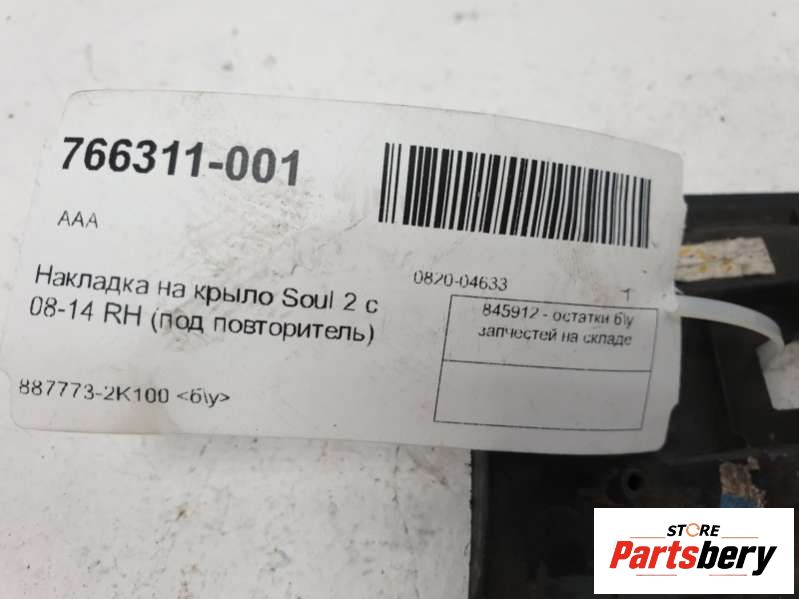 766311-001
AAA
Накладка на крыло Soul 2 с
08-14 RH (под повторитель)
887773-2K100 <б\у>
0820-04633
1
845912 - остатки б\у
запчестей на складе
STORE
Partsbery